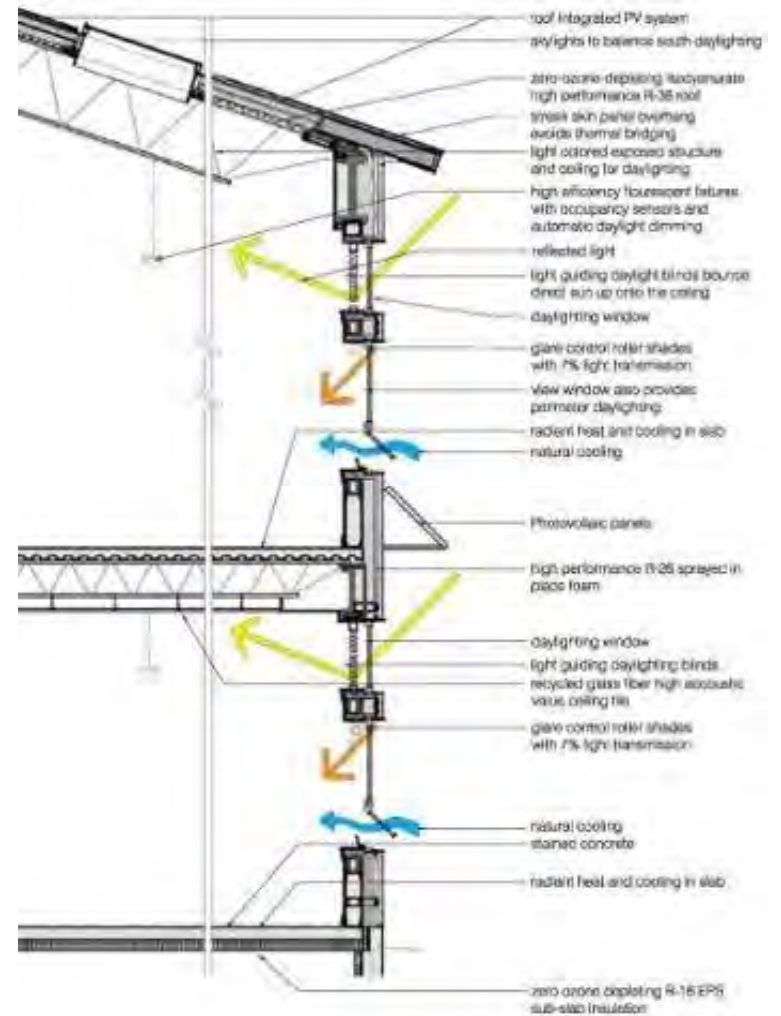 roof integrated PV system
skylights to balance south daylighting
zero-ozone-depleting isocyanurate
high performance R-38 roof
stress skin panel overhang
avoids thermal bridging
light colored exposed structure
and ceiling for daylighting
high efficiency flourescent fixtures
with occupancy sensors and
automatic daylight dimming
reflected light
light guiding daylight blinds bounce
direct sun up onto the ceiling
daylighting window
glare control roller shades
with 7% light transmission
view window also provides
perimeter daylighting
radiant heat and cooling in slab
natural cooling
Photovoltaic panels
high performance R-26 sprayed in
place foam
daylighting window
light guiding daylighting blinds
recycled glass fiber high accoustic
value ceiling tile
glare control roller shades
with 7% light transmission
natural cooling
stained concrete
radiant heat and cooling in slab
zero ozone depleting R-16 EPS
sub-slab insulation